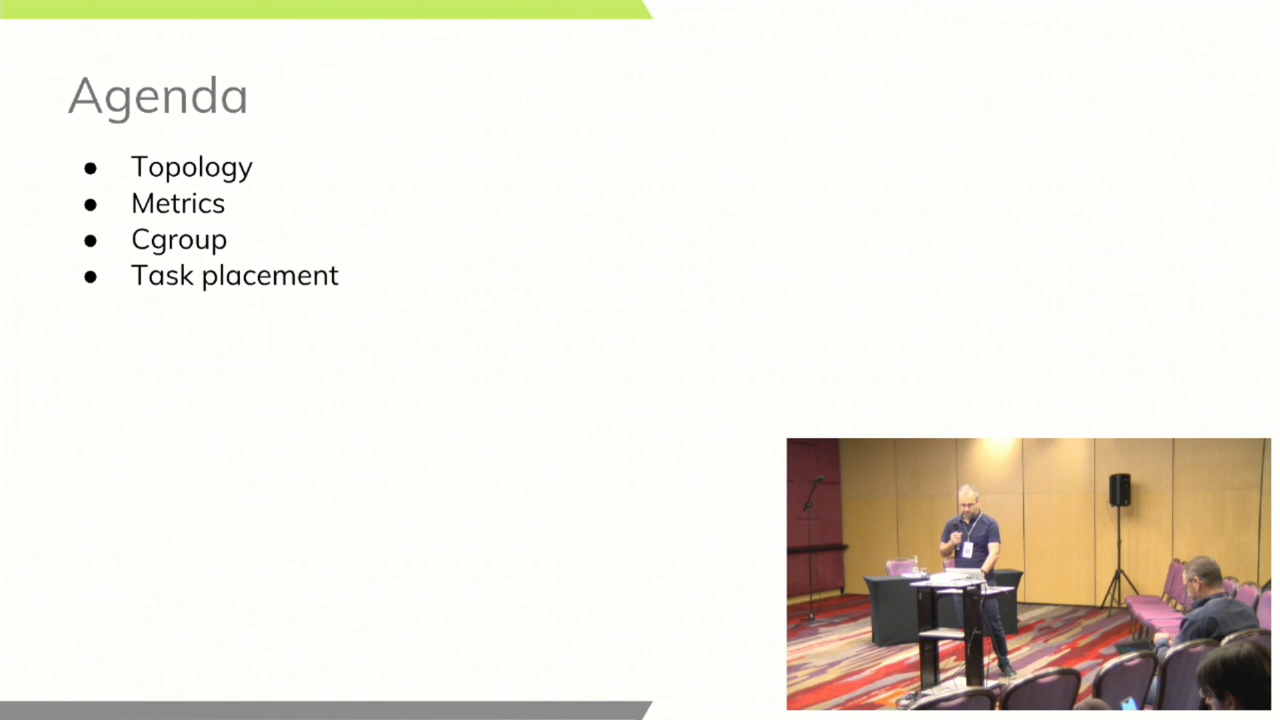 Agenda
● Topology
● Metrics
● Cgroup
● Task placement